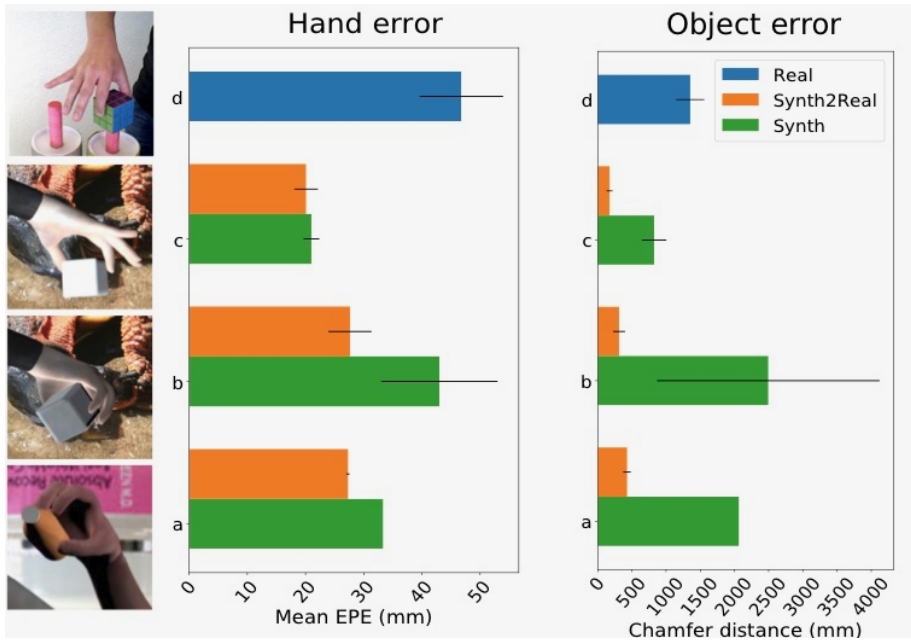 Hand error
Object error
d
c
b
a
0
10
20
30
40
50
Mean EPE (mm)
d
c
b
a
Real
Synth2Real
Synth
0
500
1000
1500
2000
2500
3000
3500
4000
Chamfer distance (mm)